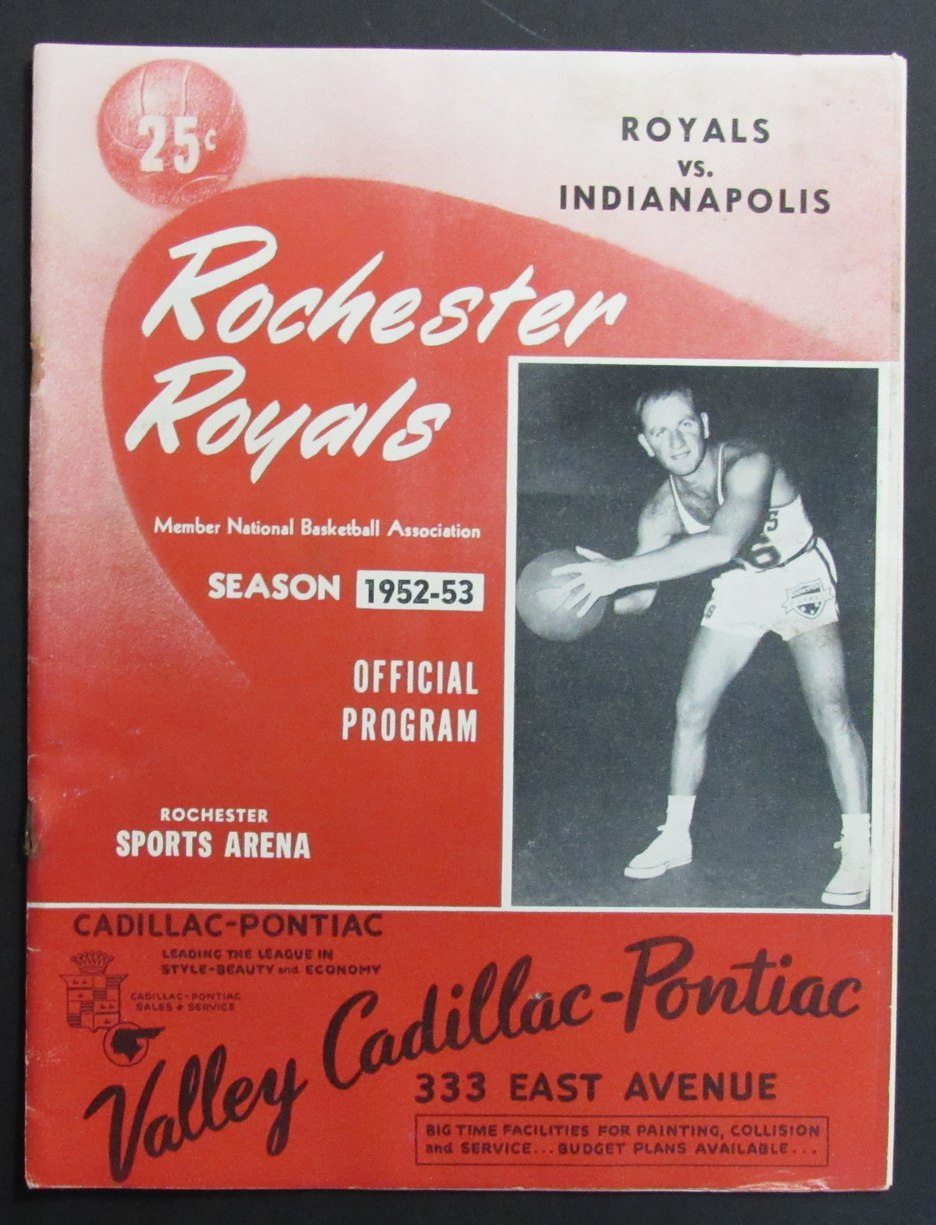 25c
ROYALS
VS.
INDIANAPOLIS
Rochester
Royals
Member National Basketball Association
SEASON 1952-53
OFFICIAL
PROGRAM
ROCHESTER
SPORTS ARENA
CADILLAC-PONTIAC
LEADING THE LEAGUE IN
STYLE-BEAUTY and ECONOMY
CADILLAC-PONTIAC
SALES & SERVICE
Valley Cadillac-Pontiac
333 EAST AVENUE
BIG TIME FACILITIES FOR PAINTING, COLLISION
and SERVICE... BUDGET PLANS AVAILABLE...